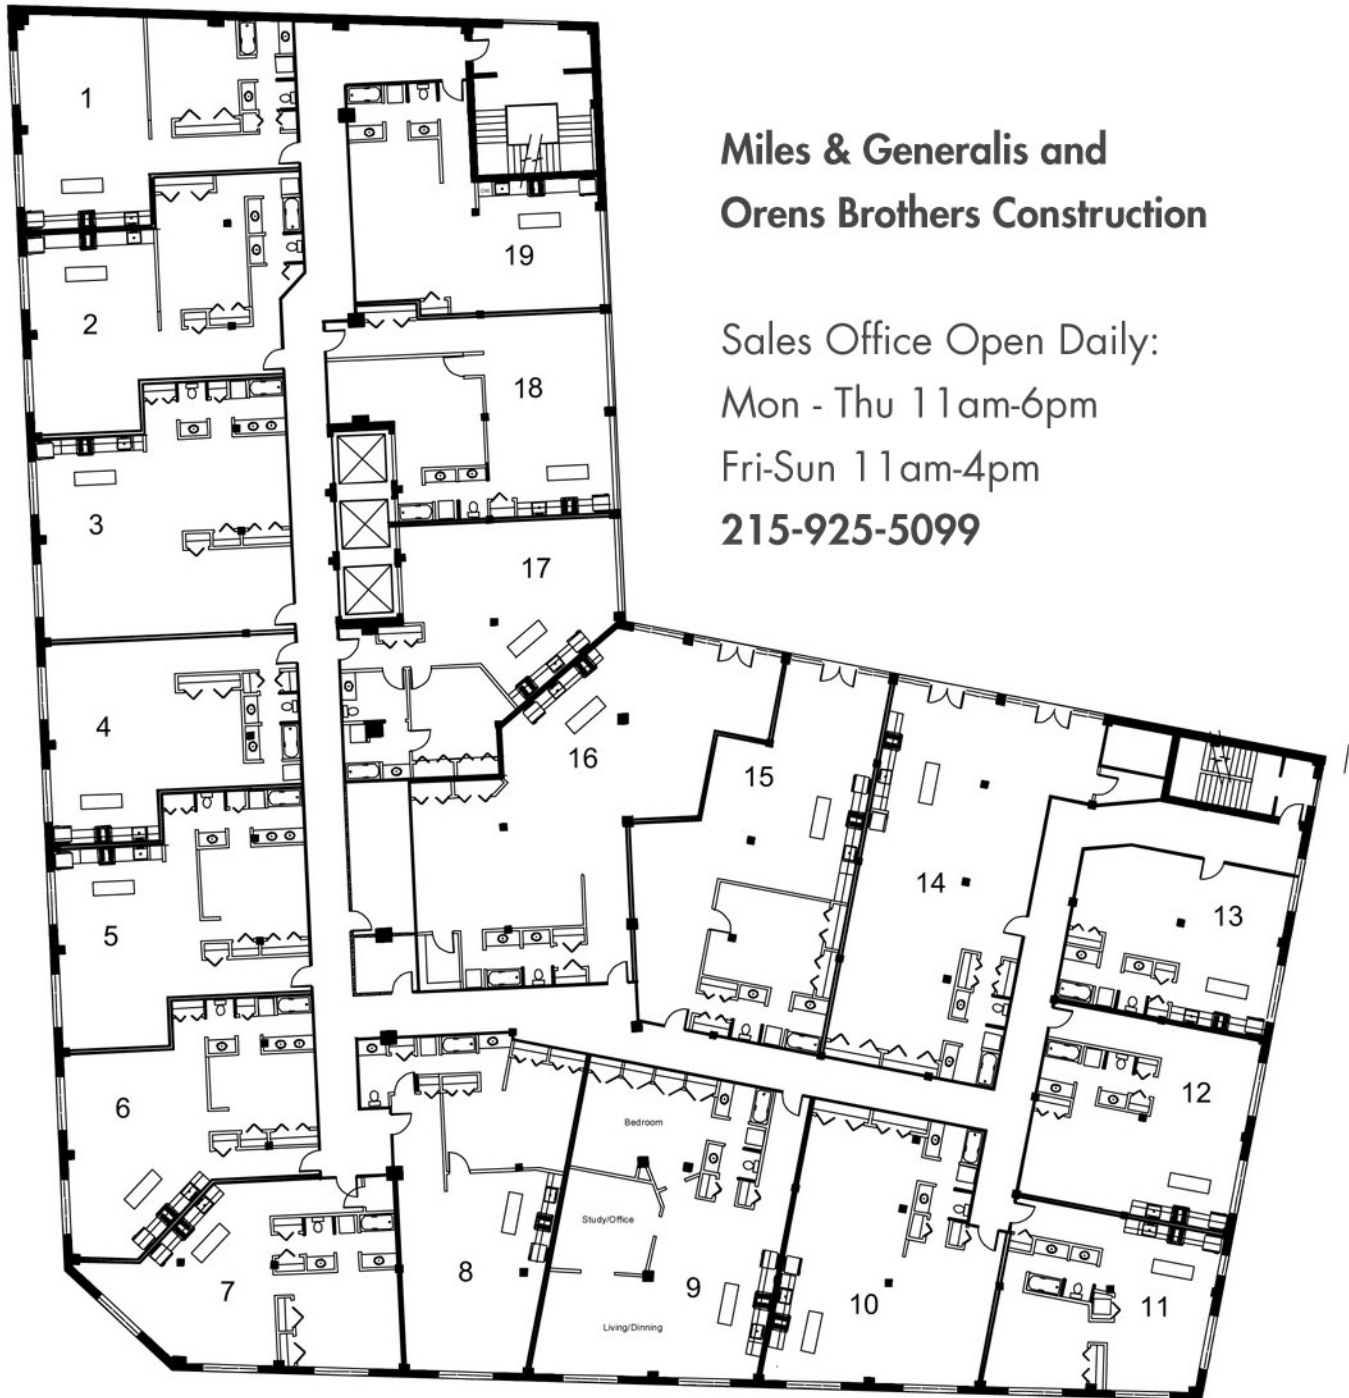 Miles & Generalis and
Orens Brothers Construction
Sales Office Open Daily:
Mon - Thu 11am-6pm
Fri-Sun 11am-4pm
215-925-5099
1
2
3
4
5
6
7
8
9
10
11
12
13
14
15
16
17
18
19
Bedroom
Study/Office
Living/Dinning